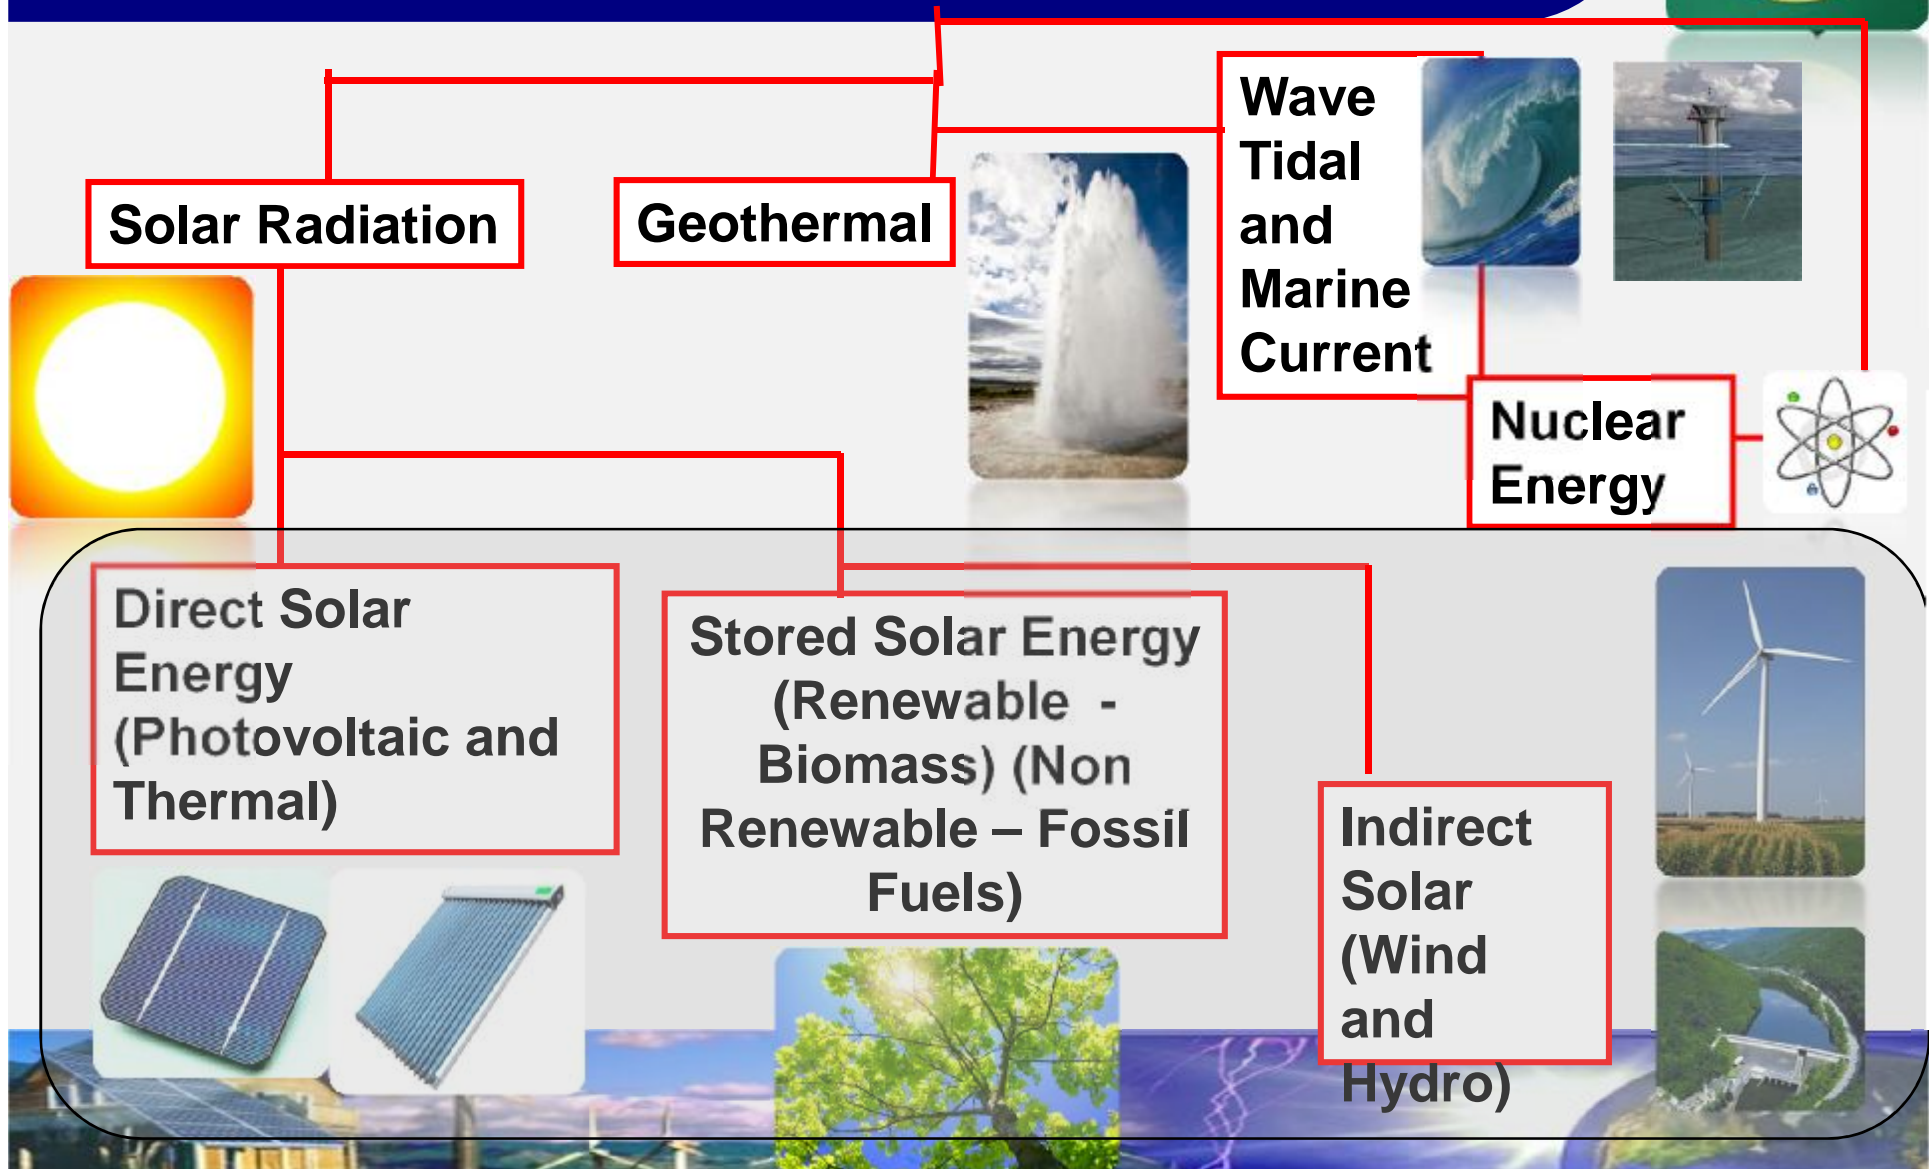 Wave
Tidal
and
Marine
Current
Solar Radiation
Geothermal
Nuclear
Energy
Direct Solar
Energy
(Photovoltaic and
Thermal)
Stored Solar Energy
(Renewable -
Biomass) (Non
Renewable – Fossil
Fuels)
Indirect
Solar
(Wind
and
Hydro)